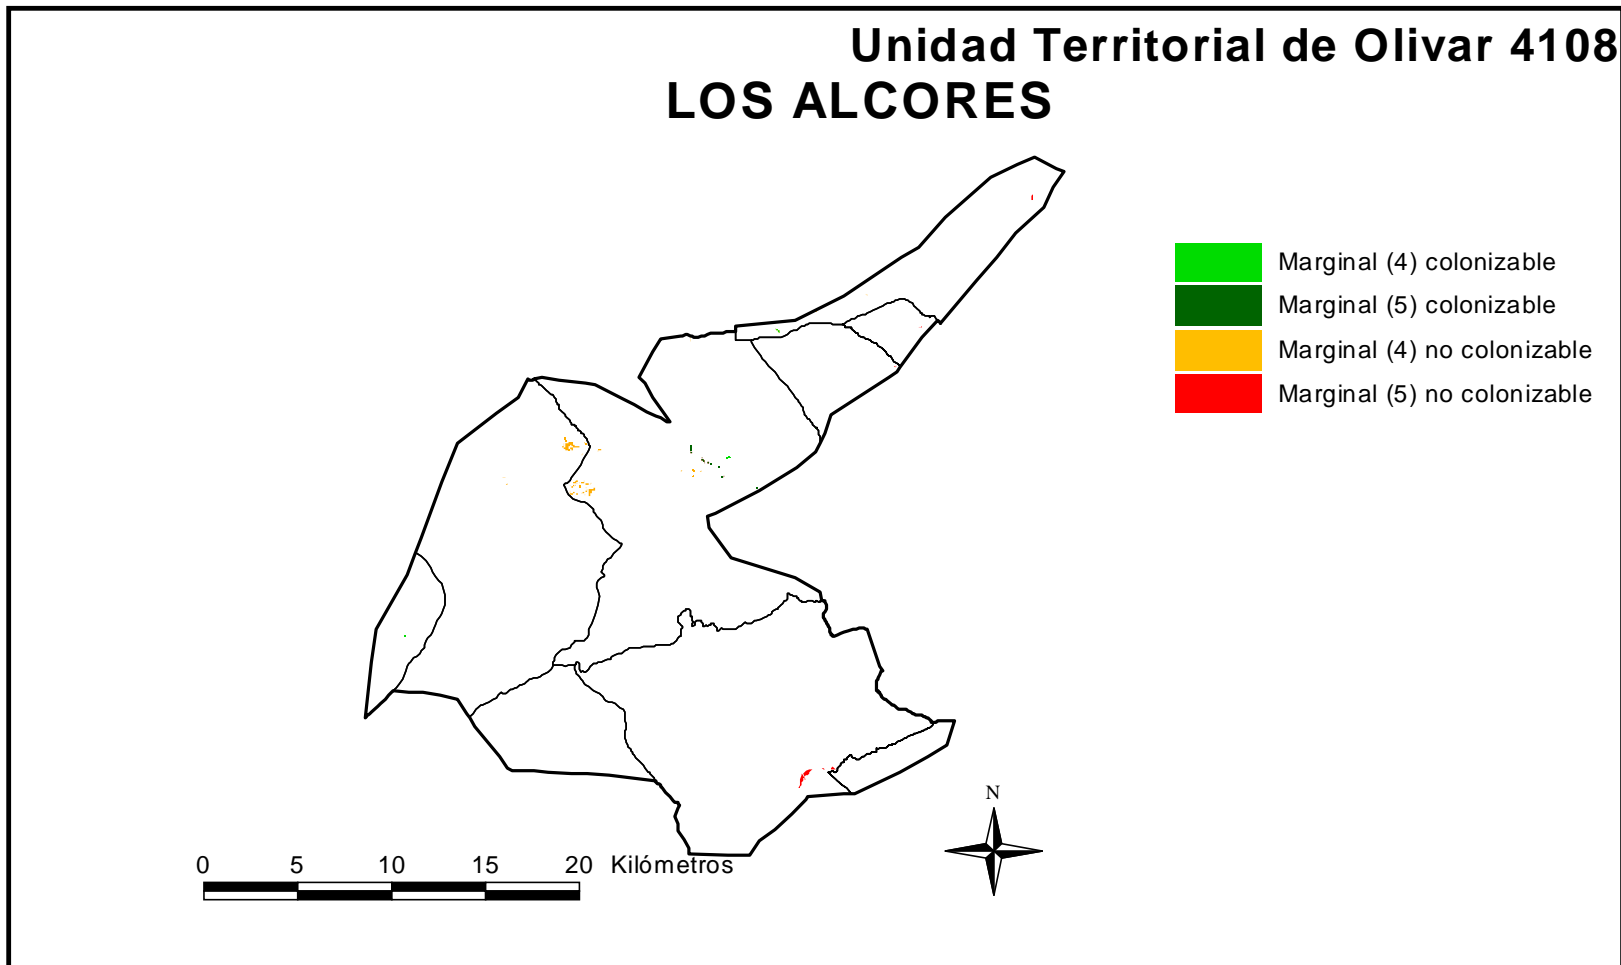 Unidad Territorial de Olivar 4108
LOS ALCORES
Marginal (4) colonizable
Marginal (5) colonizable
Marginal (4) no colonizable
Marginal (5) no colonizable
N
0 5 10 15 20 Kilómetros